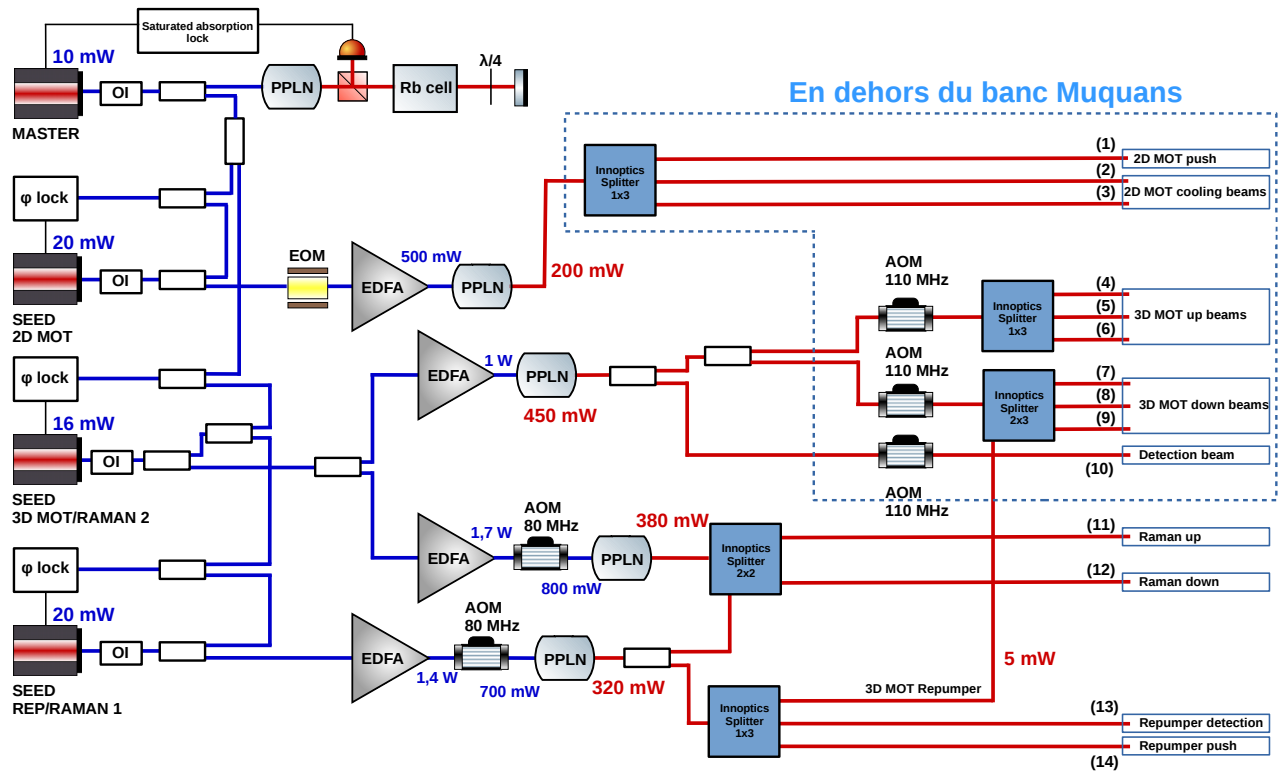 Saturated absorption
lock
10 mW
OI
PPLN
Rb cell
λ/4
MASTER
En dehors du banc Muquans
φ lock
20 mW
OI
SEED
2D MOT
EOM
EDFA
500 mW
PPLN
200 mW
Innoptics
Splitter
1x3
(1)
2D MOT push
(2)
(3)
2D MOT cooling beams
AOM
110 MHz
Innoptics
Splitter
1x3
(4)
(5)
(6)
3D MOT up beams
φ lock
16 mW
OI
SEED
3D MOT/RAMAN 2
EDFA
1 W
PPLN
450 mW
AOM
110 MHz
Innoptics
Splitter
2x3
(7)
(8)
(9)
3D MOT down beams
AOM
110 MHz
Detection beam
(10)
EDFA
1,7 W
AOM
80 MHz
800 mW
PPLN
380 mW
Innoptics
Splitter
2x2
(11)
Raman up
(12)
Raman down
φ lock
20 mW
OI
SEED
REP/RAMAN 1
EDFA
1,4 W
AOM
80 MHz
700 mW
PPLN
320 mW
Innoptics
Splitter
1x3
3D MOT Repumper
5 mW
(13)
Repumper detection
Repumper push
(14)